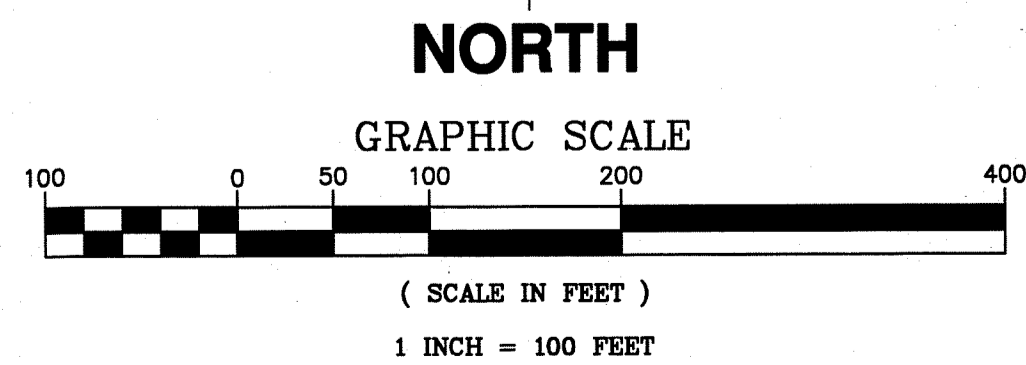 NORTH
GRAPHIC SCALE
100 0 50 100 200 400
( SCALE IN FEET )
1 INCH = 100 FEET